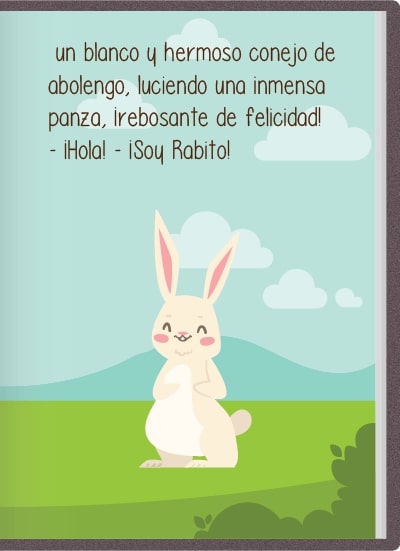 un blanco y hermoso conejo de
abolengo, luciendo una inmensa
panza, ¡rebosante de felicidad!
- ¡Hola! - ¡Soy Rabito!